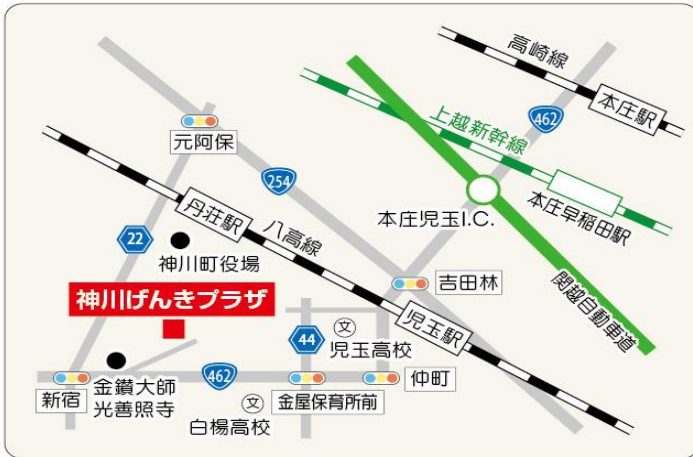 高崎線
本庄駅
462
上越新幹線
元阿保
254
本庄早稲田駅
丹荘駅
本庄児玉I.C.
22
八高線
神川町役場
関越自動車道
吉田林
神川げんきプラザ
児玉駅
44
文
児玉高校
462
仲町
新宿
金鑚大師
光善照寺
文
白楊高校
金屋保育所前